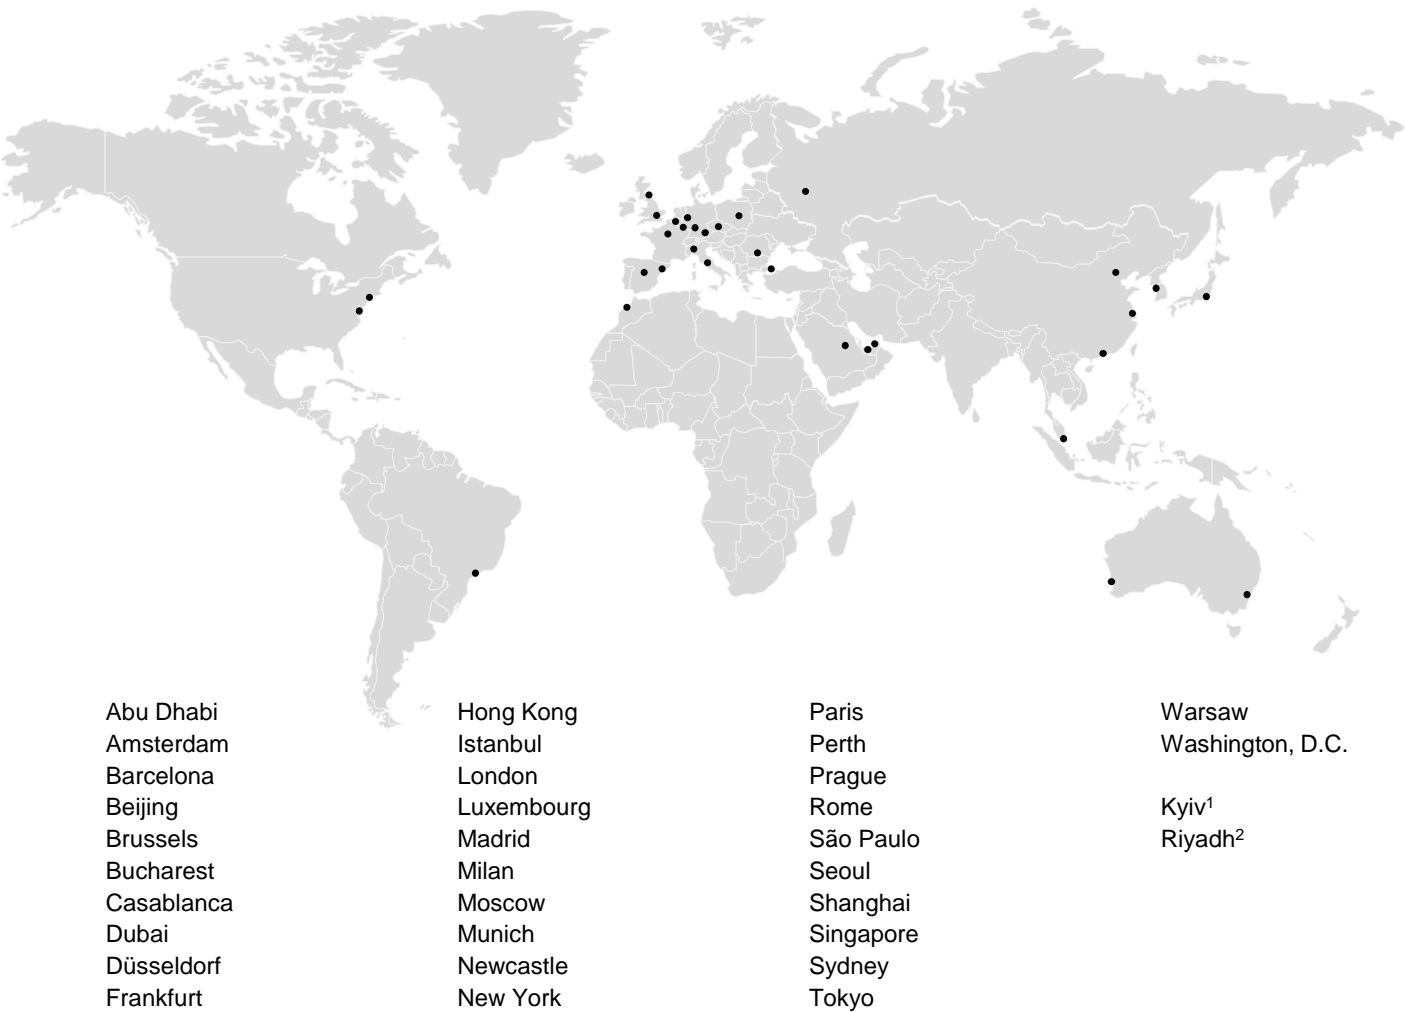 Abu Dhabi
Amsterdam
Barcelona
Beijing
Brussels
Bucharest
Casablanca
Dubai
Düsseldorf
Frankfurt
Hong Kong
Istanbul
London
Luxembourg
Madrid
Milan
Moscow
Munich
Newcastle
New York
Paris
Perth
Prague
Rome
São Paulo
Seoul
Shanghai
Singapore
Sydney
Tokyo
Warsaw
Washington, D.C.
Kyiv¹
Riyadh²